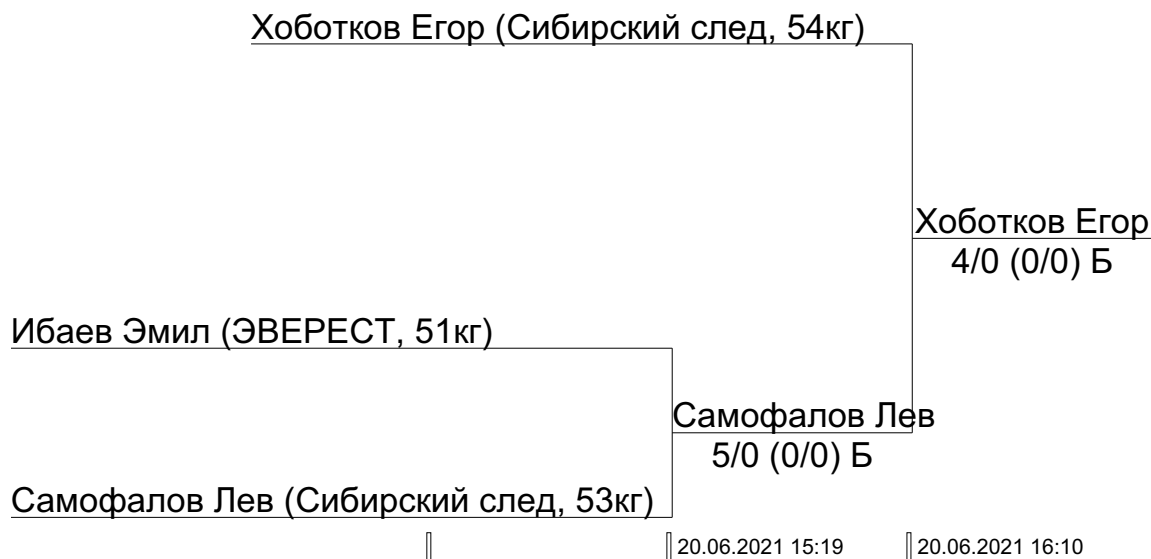 Хоботков Егор (Сибирский след, 54кг)
Хоботков Егор
4/0 (0/0) Б
Ибаев Эмил (ЭВЕРЕСТ, 51кг)
Самофалов Лев
5/0 (0/0) Б
Самофалов Лев (Сибирский след, 53кг)
20.06.2021 15:19
20.06.2021 16:10